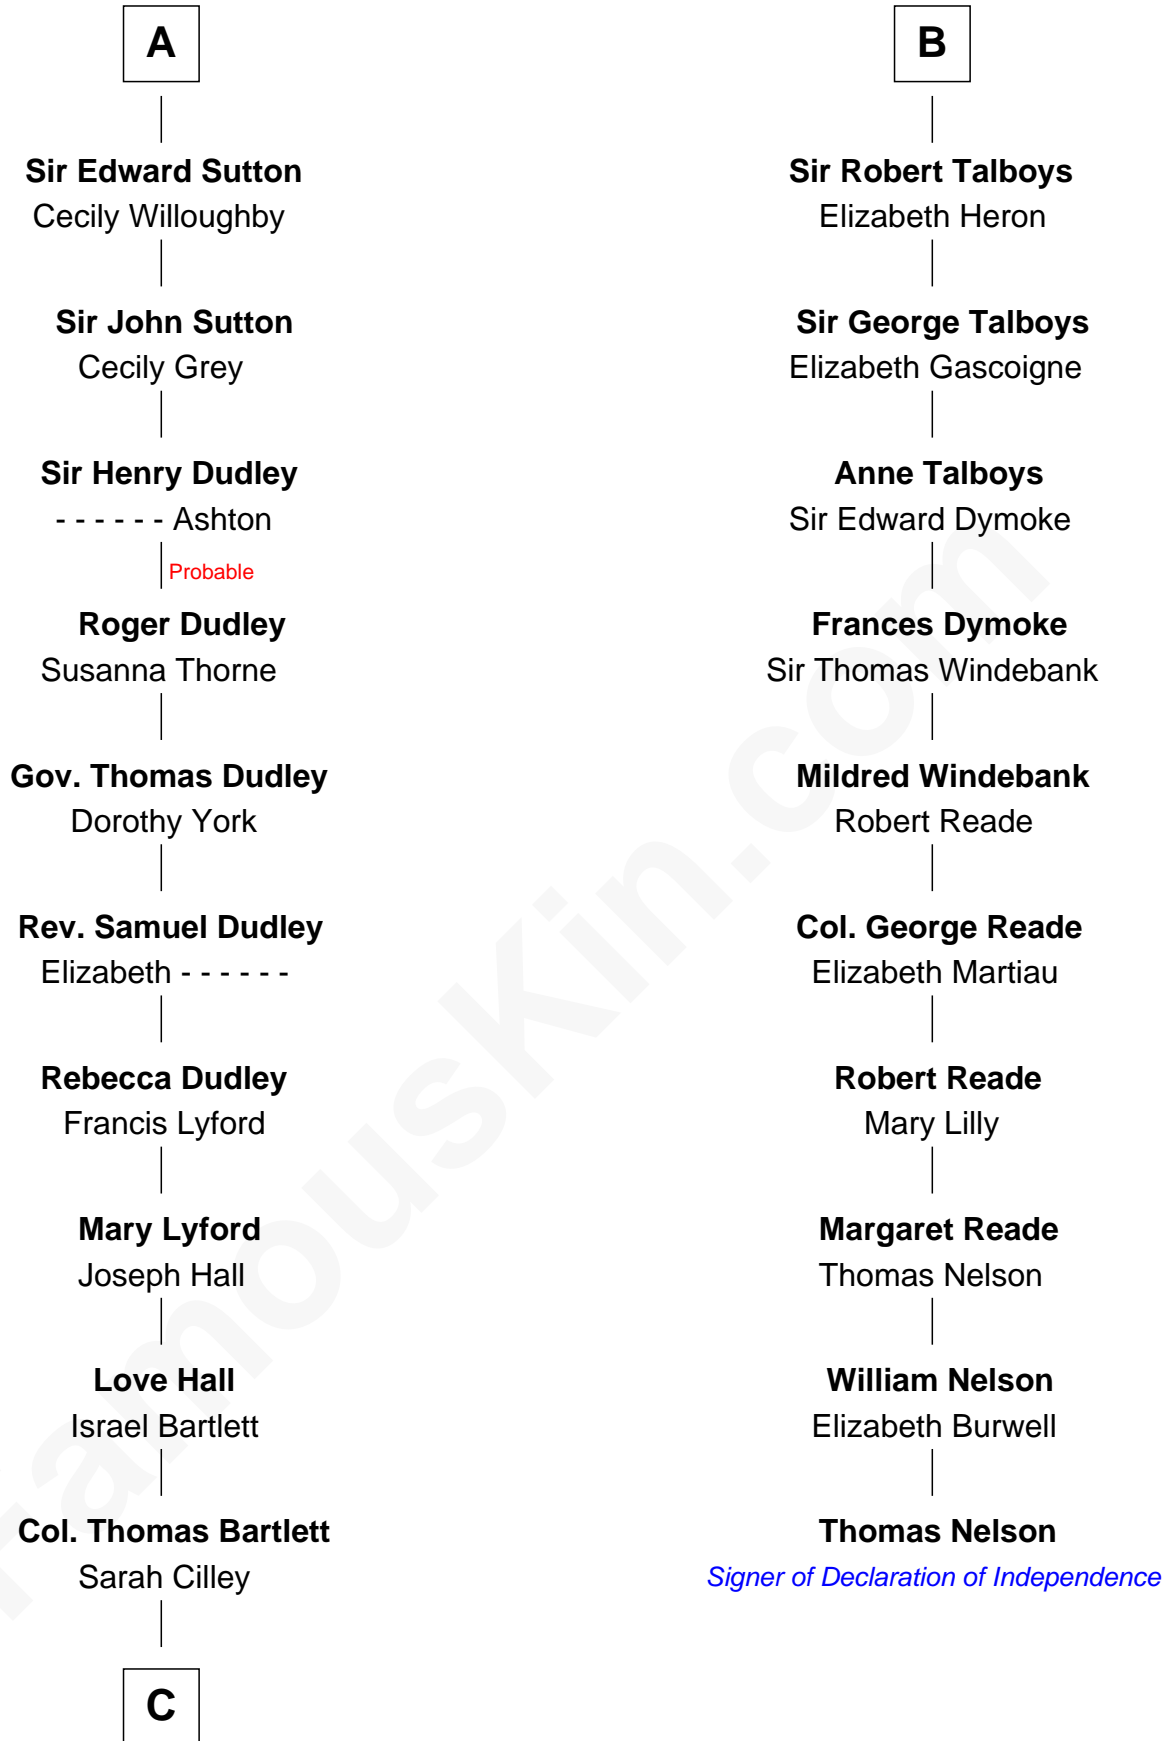 A
Sir Edward Sutton
Cecily Willoughby
Sir John Sutton
Cecily Grey
Sir Henry Dudley
- - - - - - Ashton
Probable
Roger Dudley
Susanna Thorne
Gov. Thomas Dudley
Dorothy York
Rev. Samuel Dudley
Elizabeth - - - - - -
Rebecca Dudley
Francis Lyford
Mary Lyford
Joseph Hall
Love Hall
Israel Bartlett
Col. Thomas Bartlett
Sarah Cilley
C
B
Sir Robert Talboys
Elizabeth Heron
Sir George Talboys
Elizabeth Gascoigne
Anne Talboys
Sir Edward Dymoke
Frances Dymoke
Sir Thomas Windebank
Mildred Windebank
Robert Reade
Col. George Reade
Elizabeth Martiau
Robert Reade
Mary Lilly
Margaret Reade
Thomas Nelson
William Nelson
Elizabeth Burwell
Thomas Nelson
Signer of Declaration of Independence
FamousKin.com